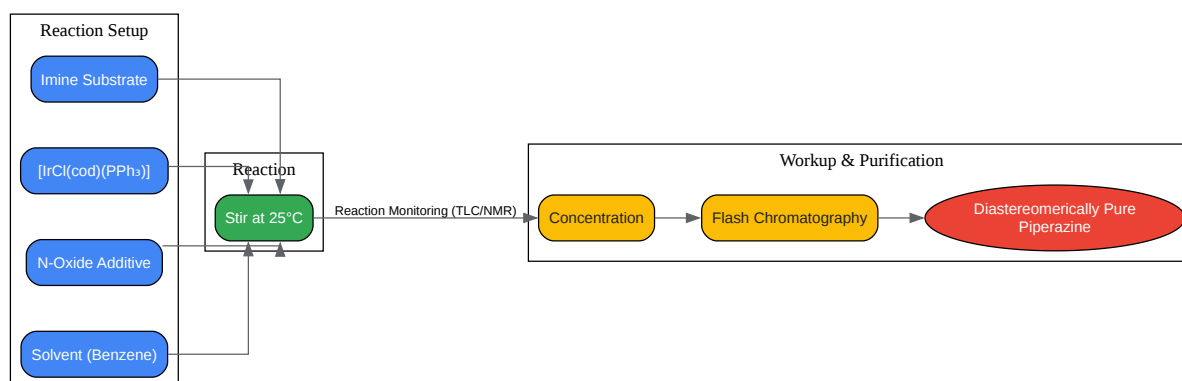 Reaction Setup
Imine Substrate
[IrCl(cod)(PPh₃)]
N-Oxide Additive
Solvent (Benzene)
Reaction
Stir at 25°C
Reaction Monitoring (TLC/NMR)
Workup & Purification
Concentration
Flash Chromatography
Diastereomerically Pure
Piperazine